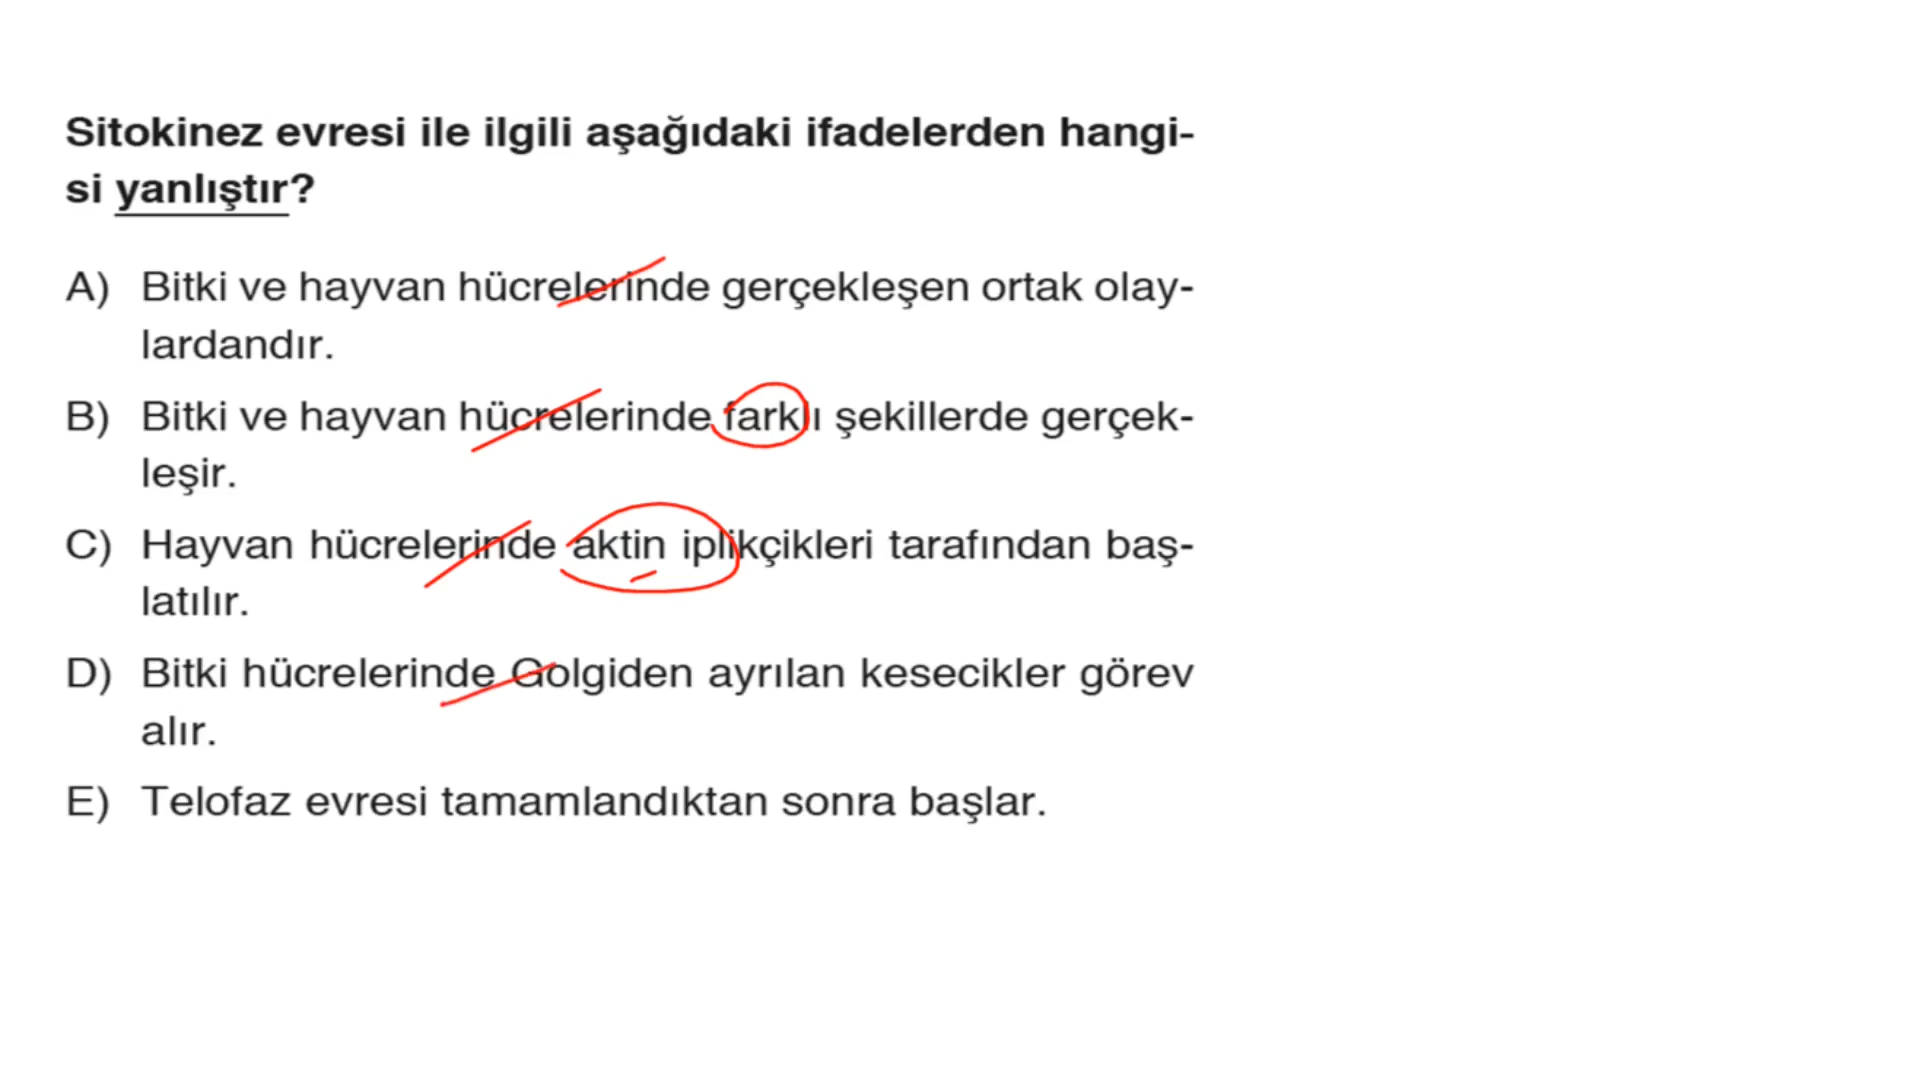 Sitokinez evresi ile ilgili aşağıdaki ifadelerden hangi-
si yanlıştır?
A) Bitki ve hayvan hücrelerinde gerçekleşen ortak olay-
lardandır.
B) Bitki ve hayvan hücrelerinde farklı şekillerde gerçek-
leşir.
C) Hayvan hücrelerinde aktin iplikçikleri tarafından baş-
latılır.
D) Bitki hücrelerinde Golgiden ayrılan kesecikler görev
alır.
E) Telofaz evresi tamamlandıktan sonra başlar.